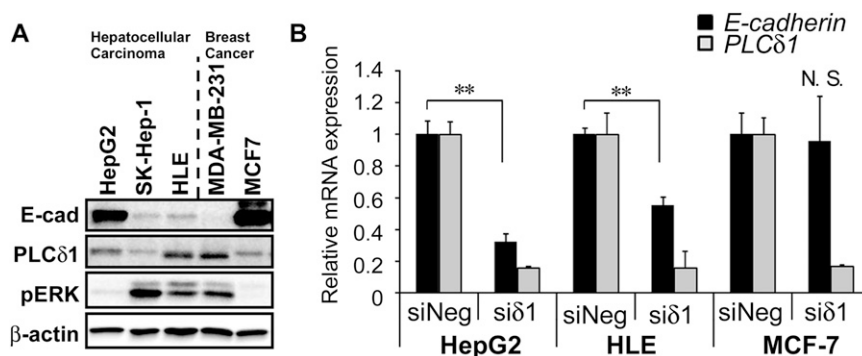 A
Hepatocellular Carcinoma
Breast Cancer
HepG2
SK-Hep-1
HLE
MDA-MB-231
MCF7
E-cad
PLCδ1
pERK
β-actin
B
E-cadherin
PLCδ1
Relative mRNA expression
1.4
1.2
1
0.8
0.6
0.4
0.2
0
**
**
N. S.
siNeg siδ1 siNeg siδ1 siNeg siδ1
HepG2 HLE MCF-7